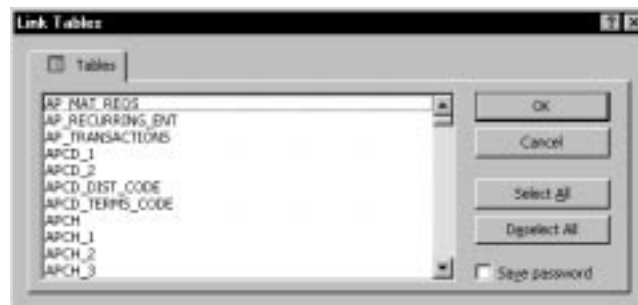 Link Tables
Tables
AP_MAT_REQS
AP_RECURRING_ENT
AP_TRANSACTIONS
APCD_1
APCD_2
APCD_DIST_CODE
APCD_TERMS_CODE
APCH
APCH_1
APCH_2
APCH_3
OK
Cancel
Select All
Deselect All
Save password